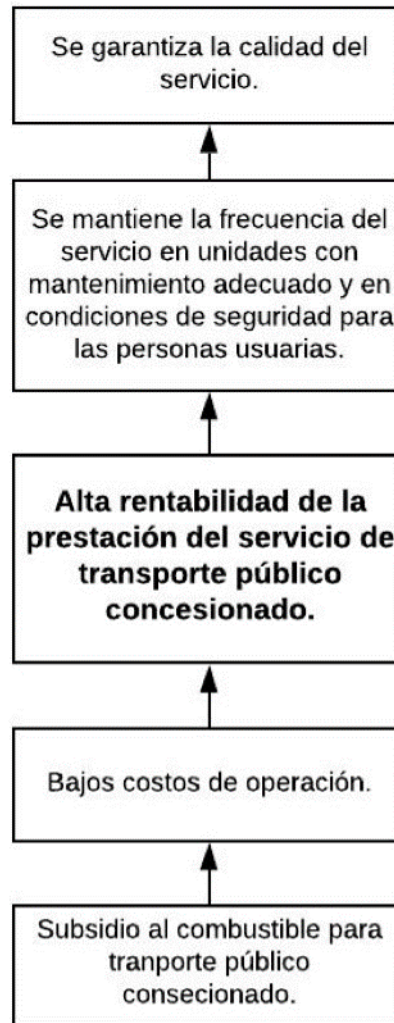 Se garantiza la calidad del
servicio.
Se mantiene la frecuencia del
servicio en unidades con
mantenimiento adecuado y en
condiciones de seguridad para
las personas usuarias.
Alta rentabilidad de la
prestación del servicio de
transporte público
concesionado.
Bajos costos de operación.
Subsidio al combustible para
tranporte público
consecionado.